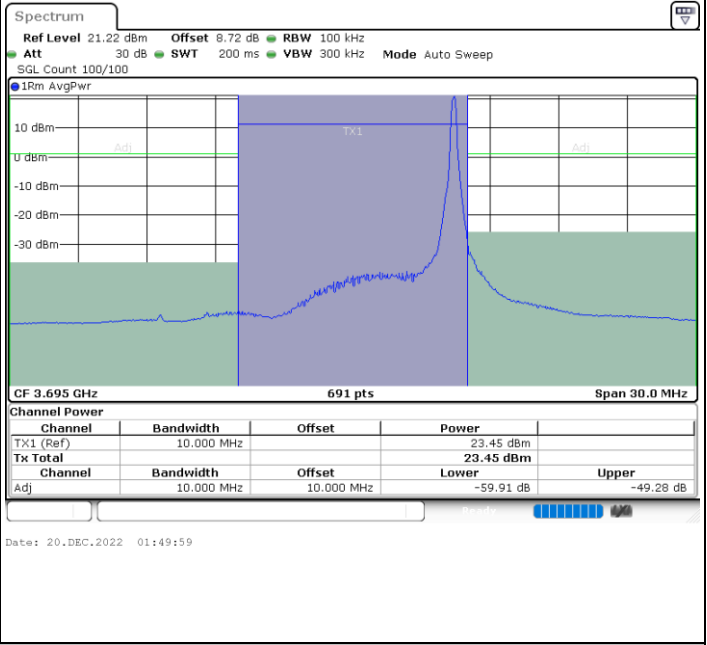 Spectrum
Ref Level 21.22 dBm Offset 8.72 dB RBW 100 kHz
Att 30 dB SWT 200 ms VBW 300 kHz Mode Auto Sweep
SGL Count 100/100
1Rm AvgPwr
10 dBm
TX1
Adj Adj
0 dBm
-10 dBm
-20 dBm
-30 dBm
CF 3.695 GHz 691 pts Span 30.0 MHz
Channel Power
Channel Bandwidth Offset Power
TX1 (Ref) 10.000 MHz 23.45 dBm
Tx Total 23.45 dBm
Channel Bandwidth Offset Lower Upper
Adj 10.000 MHz 10.000 MHz -59.91 dB -49.28 dB
Ready
Date: 20.DEC.2022 01:49:59